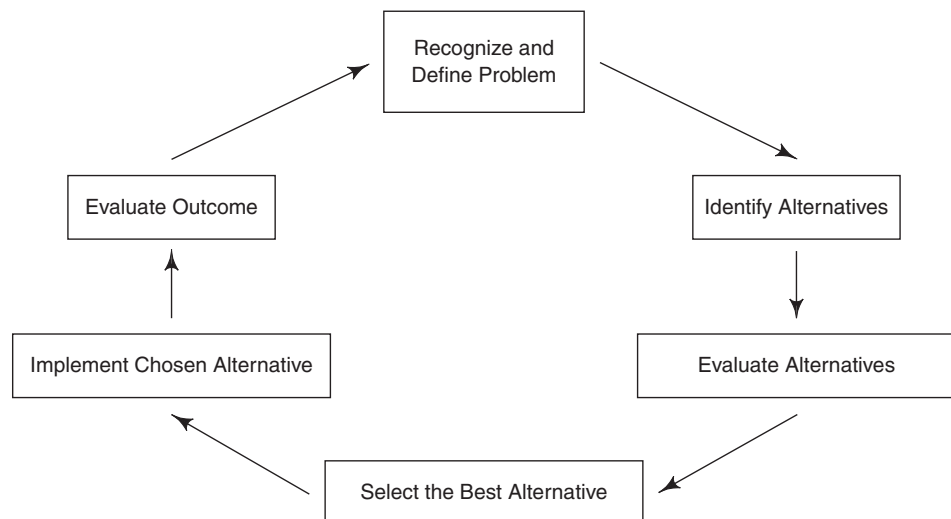 Recognize and
Define Problem
Identify Alternatives
Evaluate Alternatives
Select the Best Alternative
Implement Chosen Alternative
Evaluate Outcome